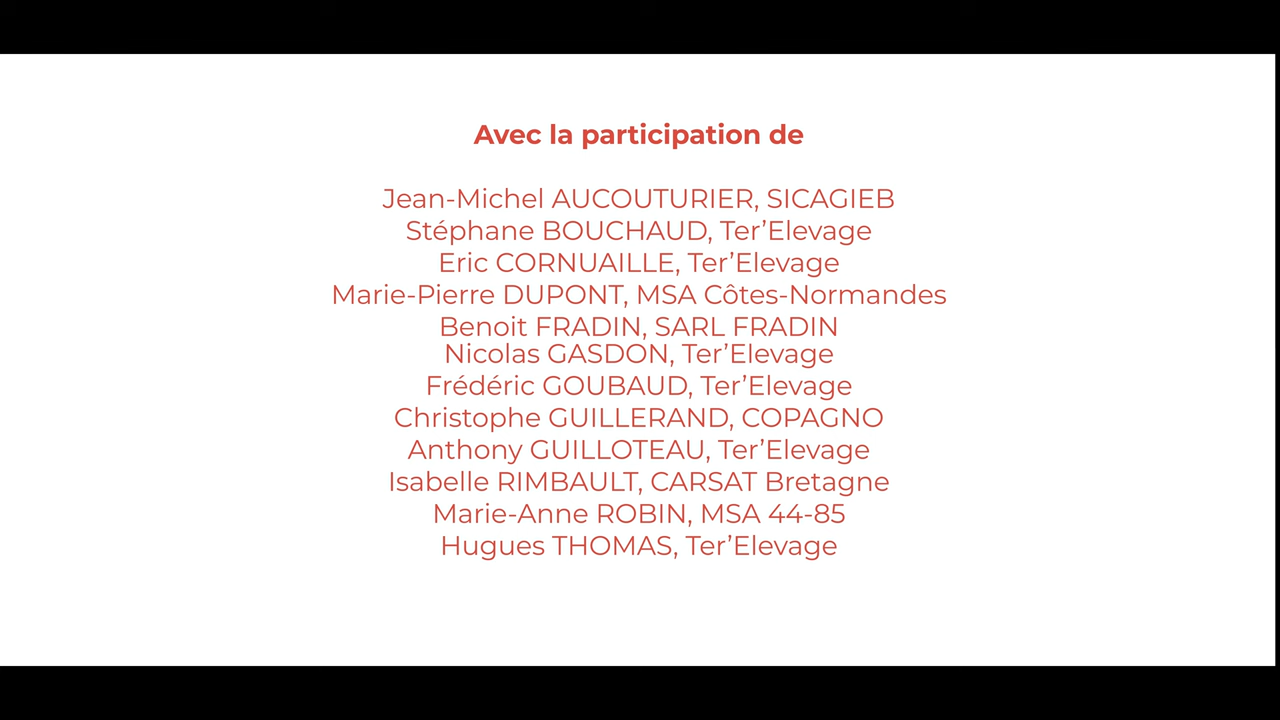 Avec la participation de
Jean-Michel AUCOUTURIER, SICAGIEB
Stéphane BOUCHAUD, Ter’Elevage
Eric CORNUAILLE, Ter’Elevage
Marie-Pierre DUPONT, MSA Côtes-Normandes
Benoit FRADIN, SARL FRADIN
Nicolas GASDON, Ter’Elevage
Frédéric GOUBAUD, Ter’Elevage
Christophe GUILLERAND, COPAGNO
Anthony GUILLOTEAU, Ter’Elevage
Isabelle RIMBAULT, CARSAT Bretagne
Marie-Anne ROBIN, MSA 44-85
Hugues THOMAS, Ter’Elevage